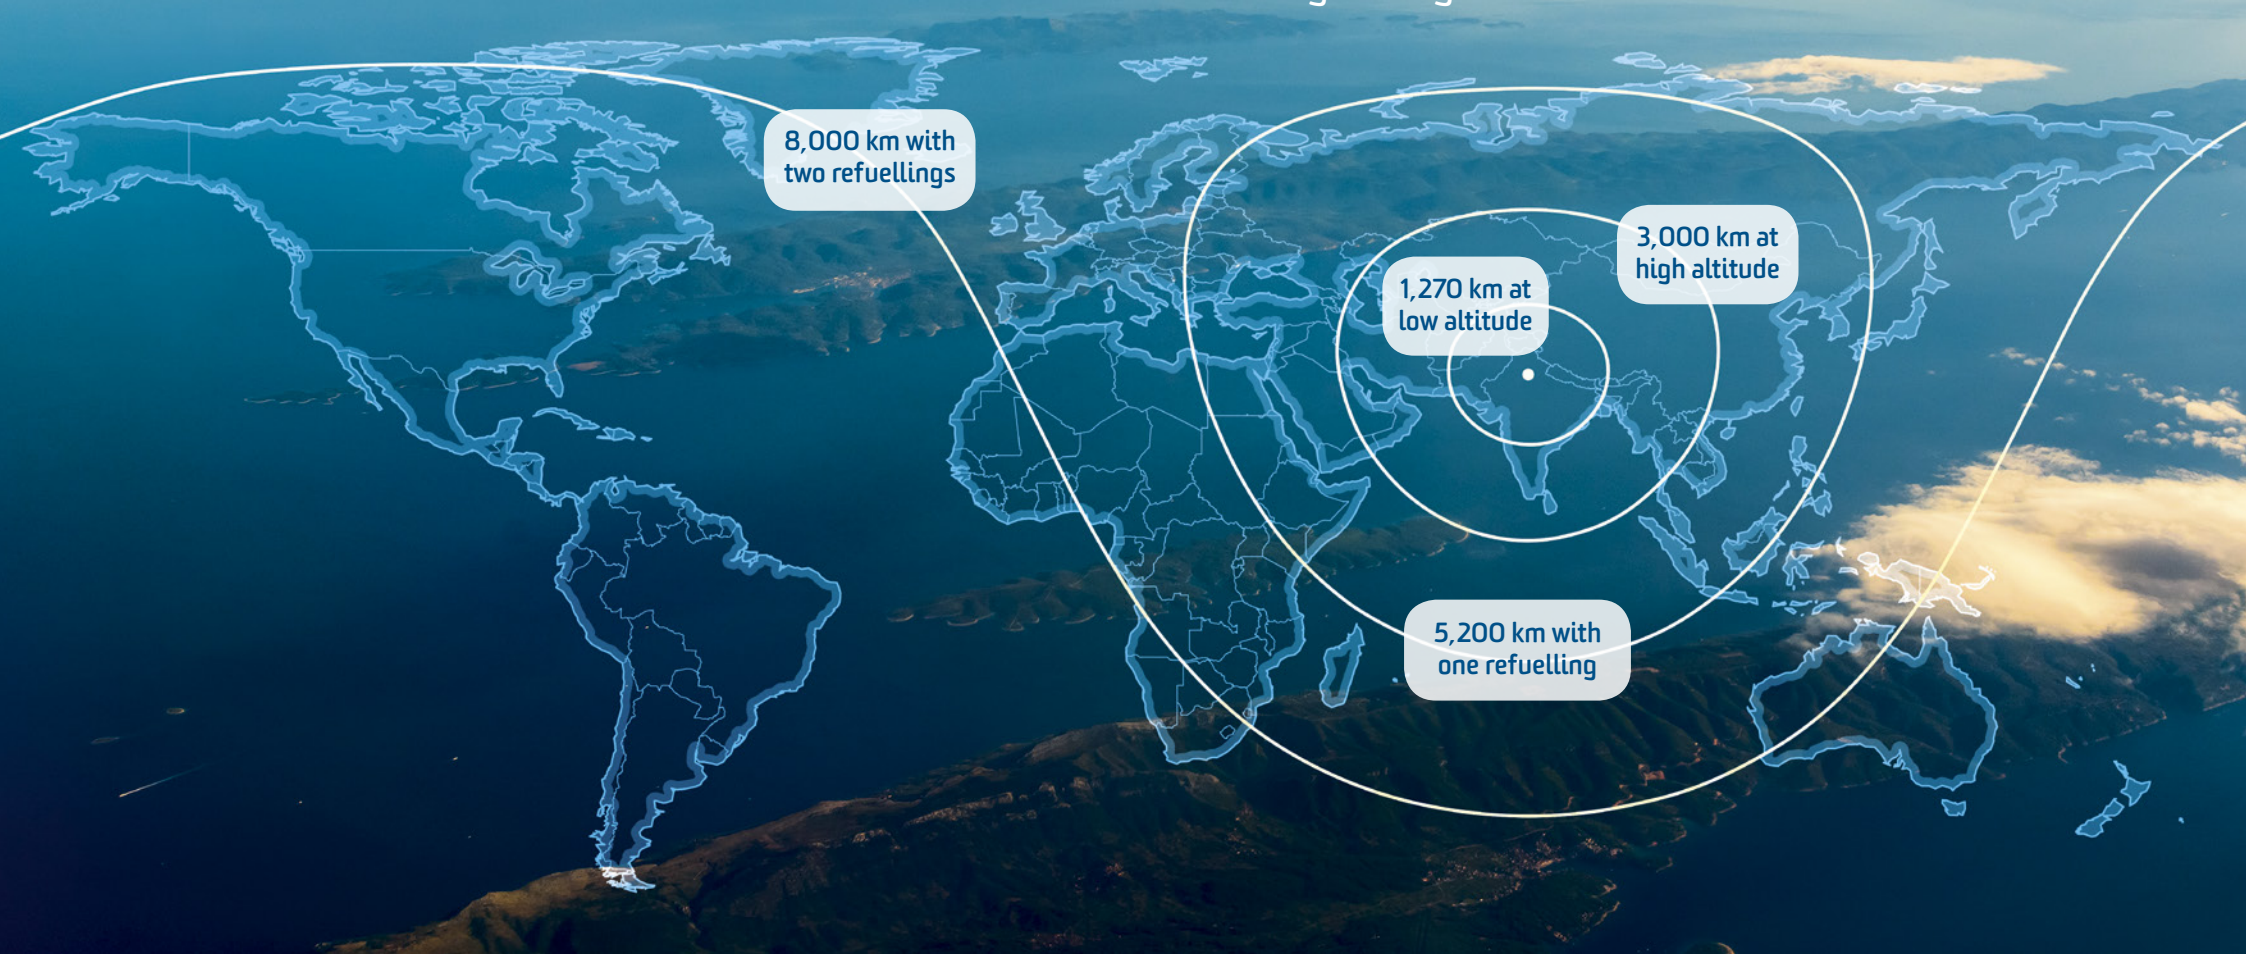 8,000 km with
two refuellings
3,000 km at
high altitude
1,270 km at
low altitude
5,200 km with
one refuelling